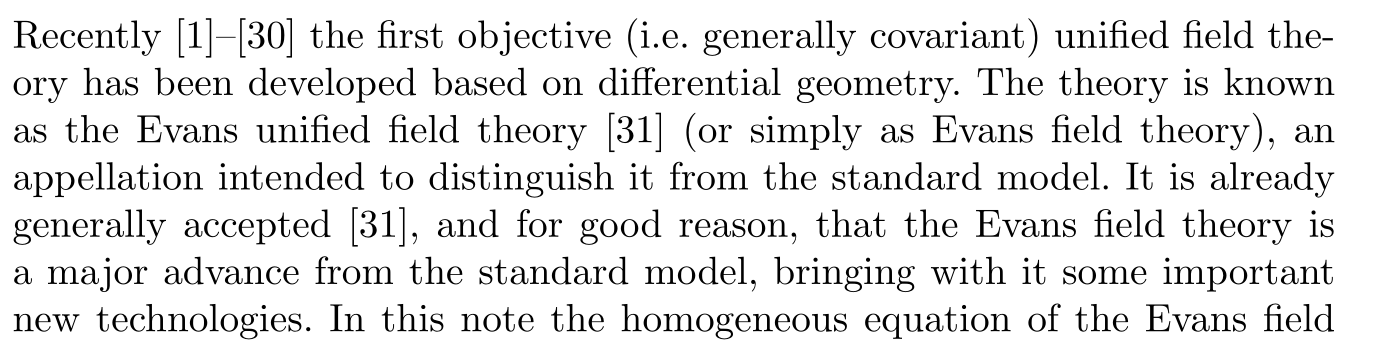 Recently [1]–[30] the first objective (i.e. generally covariant) unified field the-
ory has been developed based on differential geometry. The theory is known
as the Evans unified field theory [31] (or simply as Evans field theory), an
appellation intended to distinguish it from the standard model. It is already
generally accepted [31], and for good reason, that the Evans field theory is
a major advance from the standard model, bringing with it some important
new technologies. In this note the homogeneous equation of the Evans field